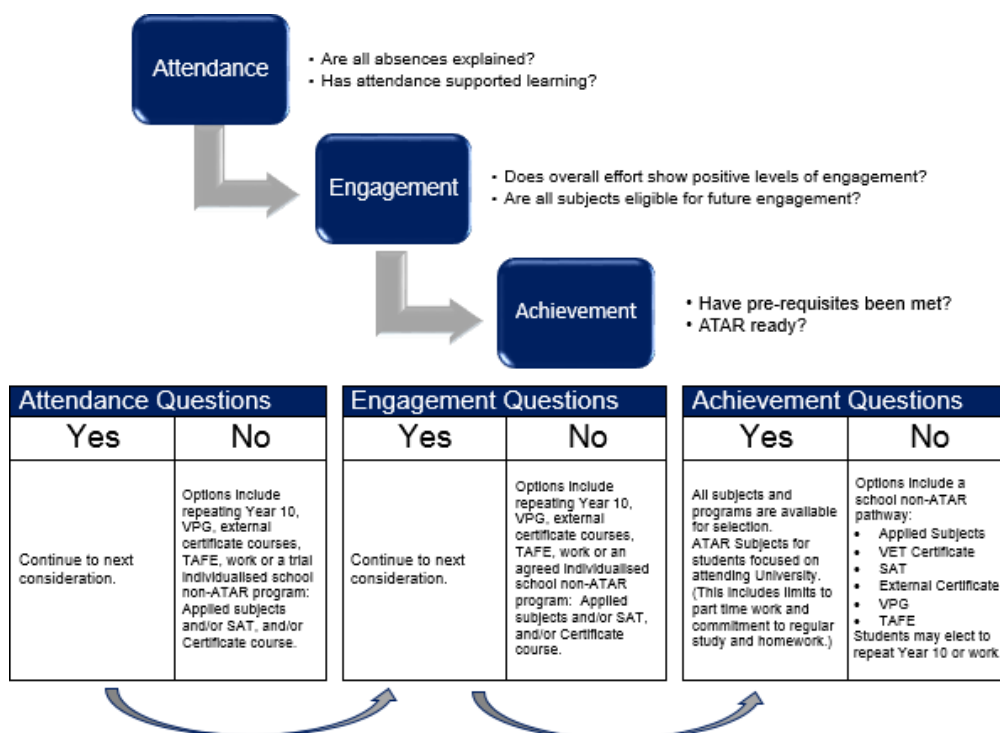 Attendance
• Are all absences explained?
• Has attendance supported learning?
Engagement
• Does overall effort show positive levels of engagement?
• Are all subjects eligible for future engagement?
Achievement
• Have pre-requisites been met?
• ATAR ready?
Attendance Questions
Yes
No
Continue to next
consideration.
Options include
repeating Year 10,
VPG, external
certificate courses,
TAFE, work or a trial
individualised school
non-ATAR program:
Applied subjects
and/or SAT, and/or
Certificate course.
Engagement Questions
Yes
No
Continue to next
consideration.
Options include
repeating Year 10,
VPG, external
certificate courses,
TAFE, work or an
agreed individualised
school non-ATAR
program: Applied
subjects and/or SAT,
and/or Certificate
course.
Achievement Questions
Yes
No
All subjects and
programs are available
for selection.
ATAR Subjects for
students focused on
attending University.
(This includes limits to
part time work and
commitment to regular
study and homework.)
Options include a
school non-ATAR
pathway:
• Applied Subjects
• VET Certificate
• SAT
• External Certificate
• VPG
• TAFE
Students may elect to
repeat Year 10 or work